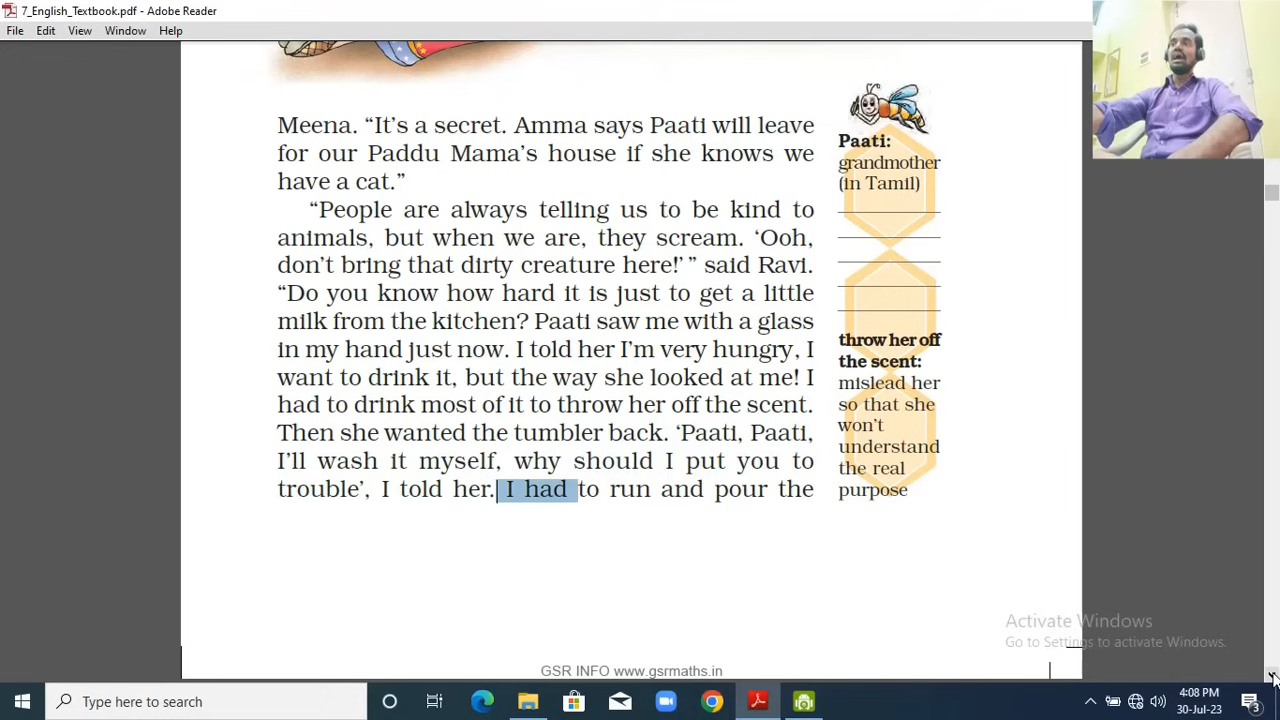 7_English_Textbook.pdf - Adobe Reader
File Edit View Window Help
Meena. “It’s a secret. Amma says Paati will leave
for our Paddu Mama’s house if she knows we
have a cat.”
“People are always telling us to be kind to
animals, but when we are, they scream. ‘Ooh,
don’t bring that dirty creature here!’ ” said Ravi.
“Do you know how hard it is just to get a little
milk from the kitchen? Paati saw me with a glass
in my hand just now. I told her I’m very hungry, I
want to drink it, but the way she looked at me! I
had to drink most of it to throw her off the scent.
Then she wanted the tumbler back. ‘Paati, Paati,
I’ll wash it myself, why should I put you to
trouble’, I told her. I had to run and pour the
Paati:
grandmother
(in Tamil)
throw her off
the scent:
mislead her
so that she
won’t
understand
the real
purpose
Activate Windows
Go to Settings to activate Windows.
GSR INFO www.gsrmaths.in
Type here to search
4:08 PM
30-Jul-23
3